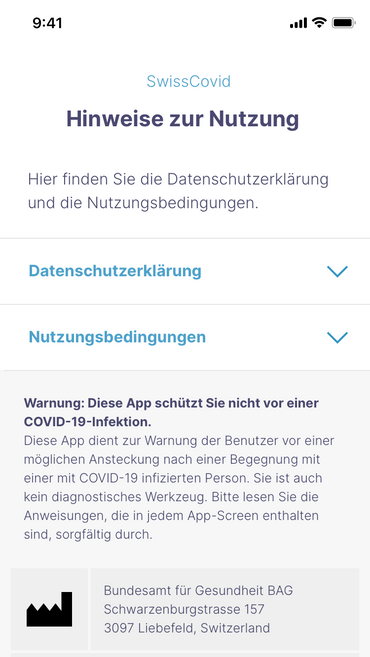 9:41
SwissCovid
Hinweise zur Nutzung
Hier finden Sie die Datenschutzerklärung
und die Nutzungsbedingungen.
Datenschutzerklärung
Nutzungsbedingungen
Warnung: Diese App schützt Sie nicht vor einer
COVID-19-Infektion.
Diese App dient zur Warnung der Benutzer vor einer
möglichen Ansteckung nach einer Begegnung mit
einer mit COVID-19 infizierten Person. Sie ist auch
kein diagnostisches Werkzeug. Bitte lesen Sie die
Anweisungen, die in jedem App-Screen enthalten
sind, sorgfältig durch.
Bundesamt für Gesundheit BAG
Schwarzenburgstrasse 157
3097 Liebefeld, Switzerland